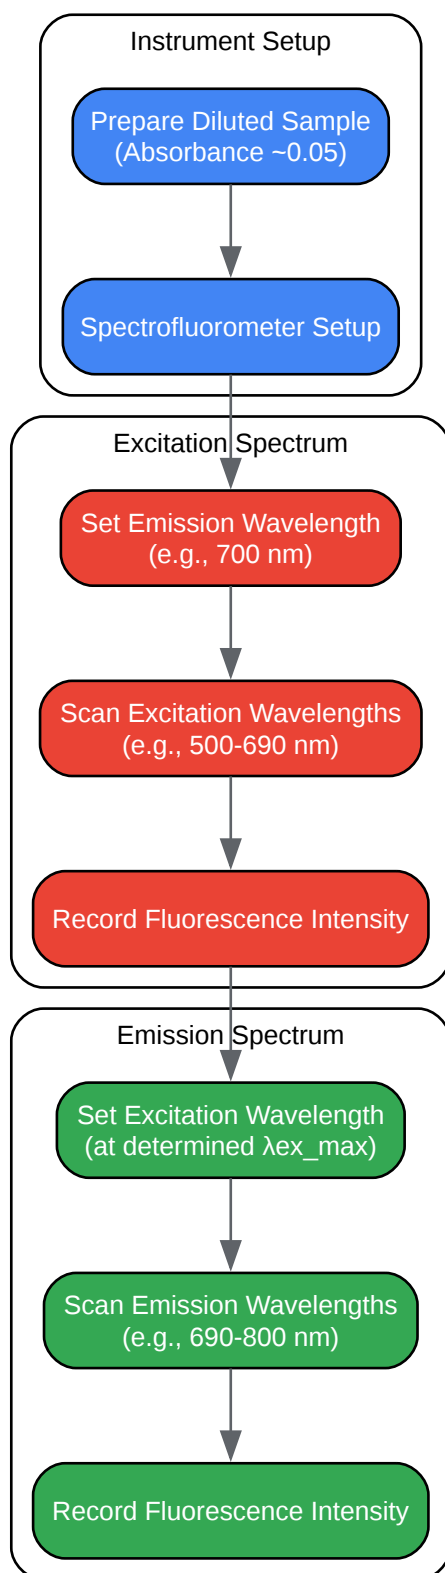 Instrument Setup
Prepare Diluted Sample
(Absorbance ~0.05)
Spectrofluorometer Setup
Excitation Spectrum
Set Emission Wavelength
(e.g., 700 nm)
Scan Excitation Wavelengths
(e.g., 500-690 nm)
Record Fluorescence Intensity
Emission Spectrum
Set Excitation Wavelength
(at determined λex_max)
Scan Emission Wavelengths
(e.g., 690-800 nm)
Record Fluorescence Intensity